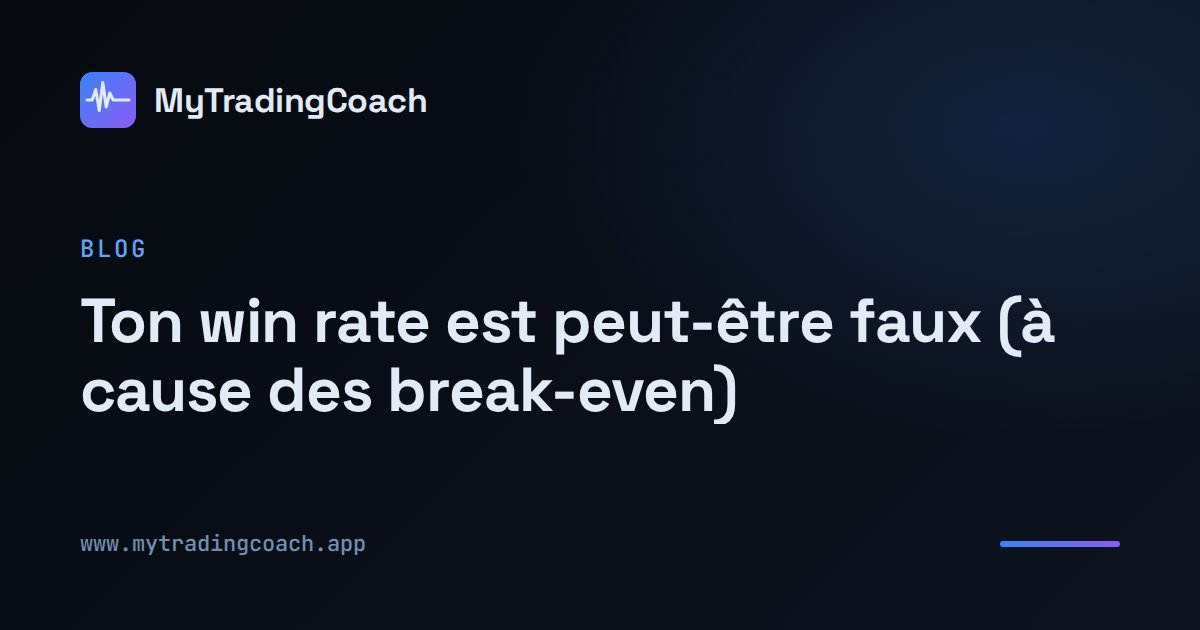 MyTradingCoach
BLOG
Ton win rate est peut-être faux (à
cause des break-even)
www.mytradingcoach.app